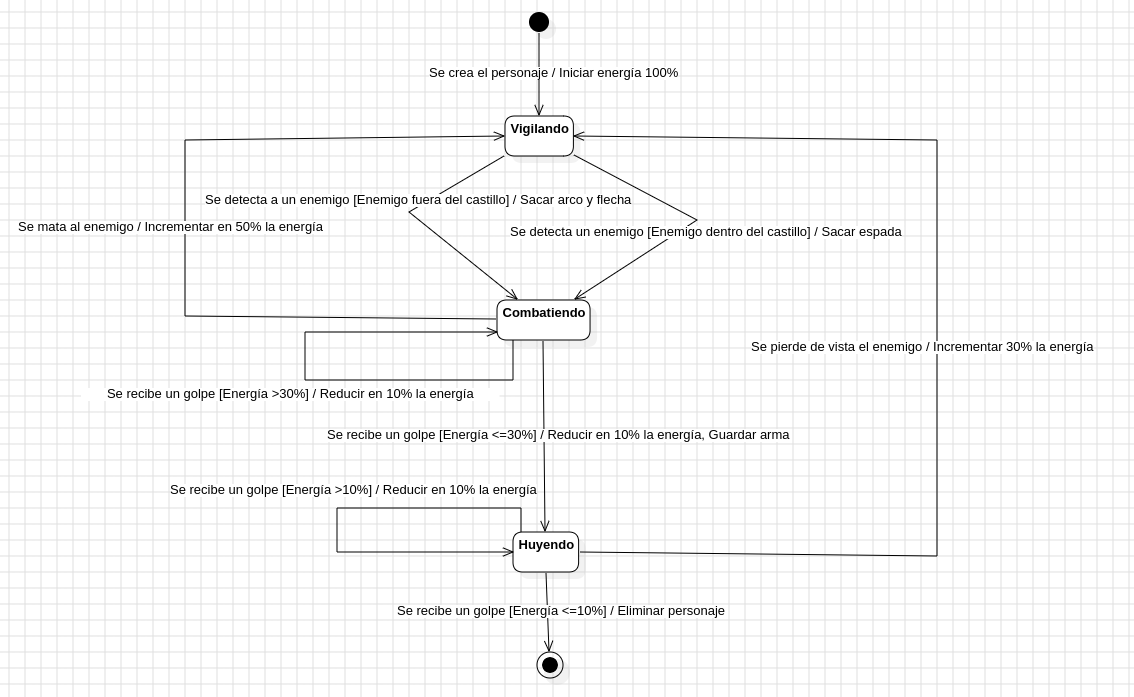 Se crea el personaje / Iniciar energía 100%
Vigilando
Se detecta a un enemigo [Enemigo fuera del castillo] / Sacar arco y flecha
Se mata al enemigo / Incrementar en 50% la energía
Se detecta un enemigo [Enemigo dentro del castillo] / Sacar espada
Combatiendo
Se pierde de vista el enemigo / Incrementar 30% la energía
Se recibe un golpe [Energía >30%] / Reducir en 10% la energía
Se recibe un golpe [Energía <=30%] / Reducir en 10% la energía, Guardar arma
Se recibe un golpe [Energía >10%] / Reducir en 10% la energía
Huyendo
Se recibe un golpe [Energía <=10%] / Eliminar personaje